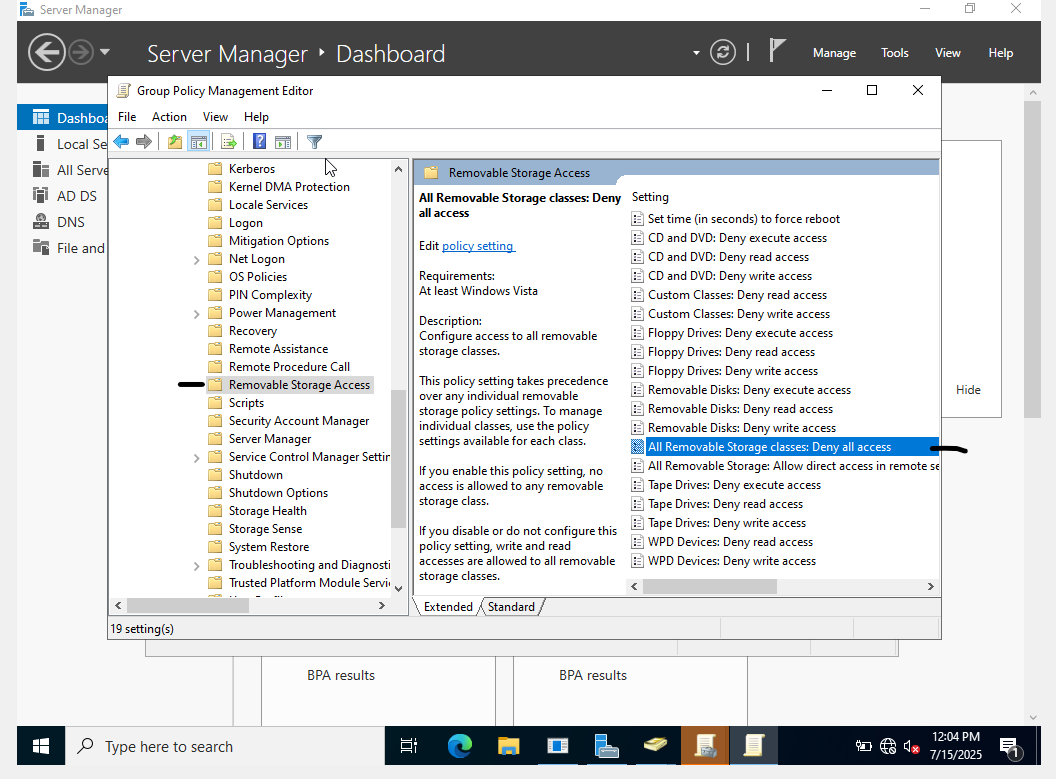 Server Manager
Server Manager ‣ Dashboard
Manage Tools View Help
Dashboa
Local Se
All Serve
AD DS
DNS
File and
Group Policy Management Editor
File Action View Help
Kerberos
Kernel DMA Protection
Locale Services
Logon
Mitigation Options
Net Logon
OS Policies
PIN Complexity
Power Management
Recovery
Remote Assistance
Remote Procedure Call
Removable Storage Access
Scripts
Security Account Manager
Server Manager
Service Control Manager Settin
Shutdown
Shutdown Options
Storage Health
Storage Sense
System Restore
Troubleshooting and Diagnosti
Trusted Platform Module Servi
Removable Storage Access
All Removable Storage classes: Deny
all access
Edit policy setting
Requirements:
At least Windows Vista
Description:
Configure access to all removable
storage classes.
This policy setting takes precedence
over any individual removable
storage policy settings. To manage
individual classes, use the policy
settings available for each class.
If you enable this policy setting, no
access is allowed to any removable
storage class.
If you disable or do not configure this
policy setting, write and read
accesses are allowed to all removable
storage classes.
Setting
Set time (in seconds) to force reboot
CD and DVD: Deny execute access
CD and DVD: Deny read access
CD and DVD: Deny write access
Custom Classes: Deny read access
Custom Classes: Deny write access
Floppy Drives: Deny execute access
Floppy Drives: Deny read access
Floppy Drives: Deny write access
Removable Disks: Deny execute access
Removable Disks: Deny read access
Removable Disks: Deny write access
All Removable Storage classes: Deny all access
All Removable Storage: Allow direct access in remote se
Tape Drives: Deny execute access
Tape Drives: Deny read access
Tape Drives: Deny write access
WPD Devices: Deny read access
WPD Devices: Deny write access
Extended Standard
19 setting(s)
Hide
BPA results
BPA results
Type here to search
12:04 PM
7/15/2025
1